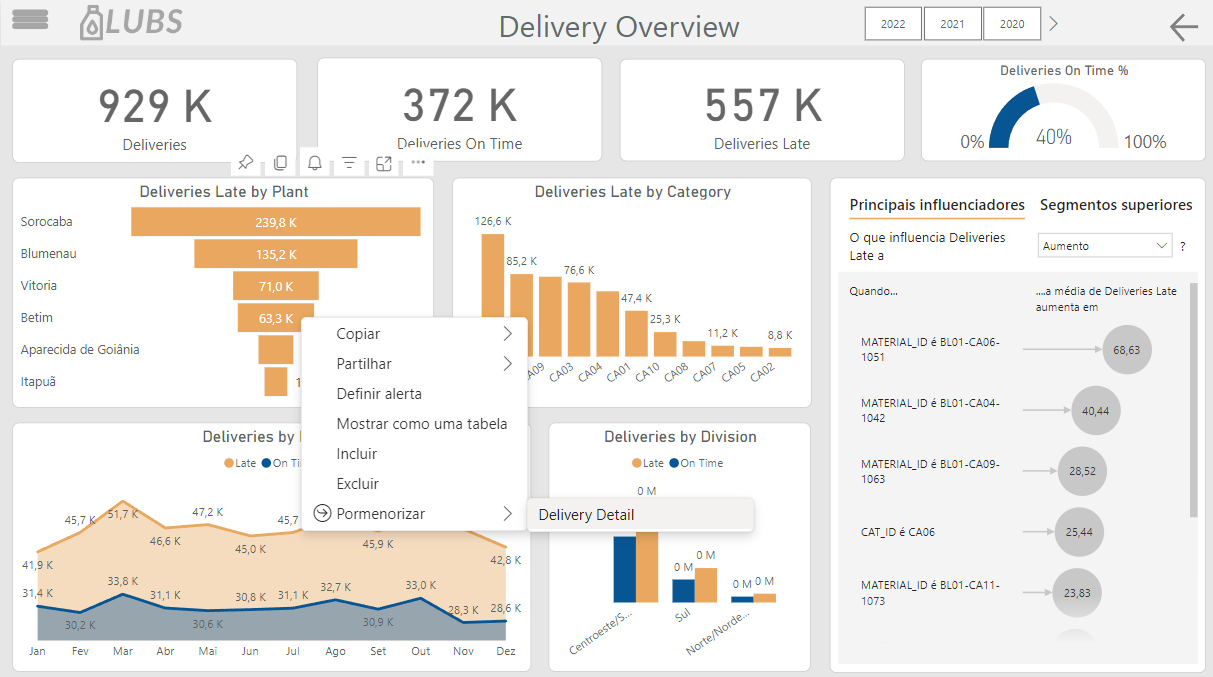 LUBS
Delivery Overview
2022
2021
2020
929 K
Deliveries
372 K
Deliveries On Time
557 K
Deliveries Late
Deliveries On Time %
0%
40%
100%
Deliveries Late by Plant
Sorocaba
239,8 K
Blumenau
135,2 K
Vitoria
71,0 K
Betim
63,3 K
Aparecida de Goiânia
Itapuã
Deliveries Late by Category
126,6 K
85,2 K
76,6 K
47,4 K
25,3 K
11,2 K
8,8 K
CA03
CA04
CA01
CA10
CA08
CA07
CA05
CA02
Principais influenciadores
Segmentos superiores
O que influencia Deliveries
Late a
Aumento
?
Quando...
....a média de Deliveries Late
aumenta em
MATERIAL_ID é BL01-CA06-
1051
68,63
MATERIAL_ID é BL01-CA04-
1042
40,44
MATERIAL_ID é BL01-CA09-
1063
28,52
CAT_ID é CA06
25,44
MATERIAL_ID é BL01-CA11-
1073
23,83
Copiar
Partilhar
Definir alerta
Mostrar como uma tabela
Incluir
Excluir
Pormenorizar
Delivery Detail
Deliveries by
Late
On
41,9 K
45,7 K
51,7 K
46,6 K
47,2 K
45,0 K
45,7
45,9 K
42,8 K
31,4 K
30,2 K
33,8 K
31,1 K
30,6 K
30,8 K
31,1 K
32,7 K
30,9 K
33,0 K
28,3 K
28,6 K
Jan
Fev
Mar
Abr
Mai
Jun
Jul
Ago
Set
Out
Nov
Dez
Deliveries by Division
Late
On Time
0 M
0 M
0 M
0 M
0 M
Centroeste/S...
Sul
Norte/Norde...